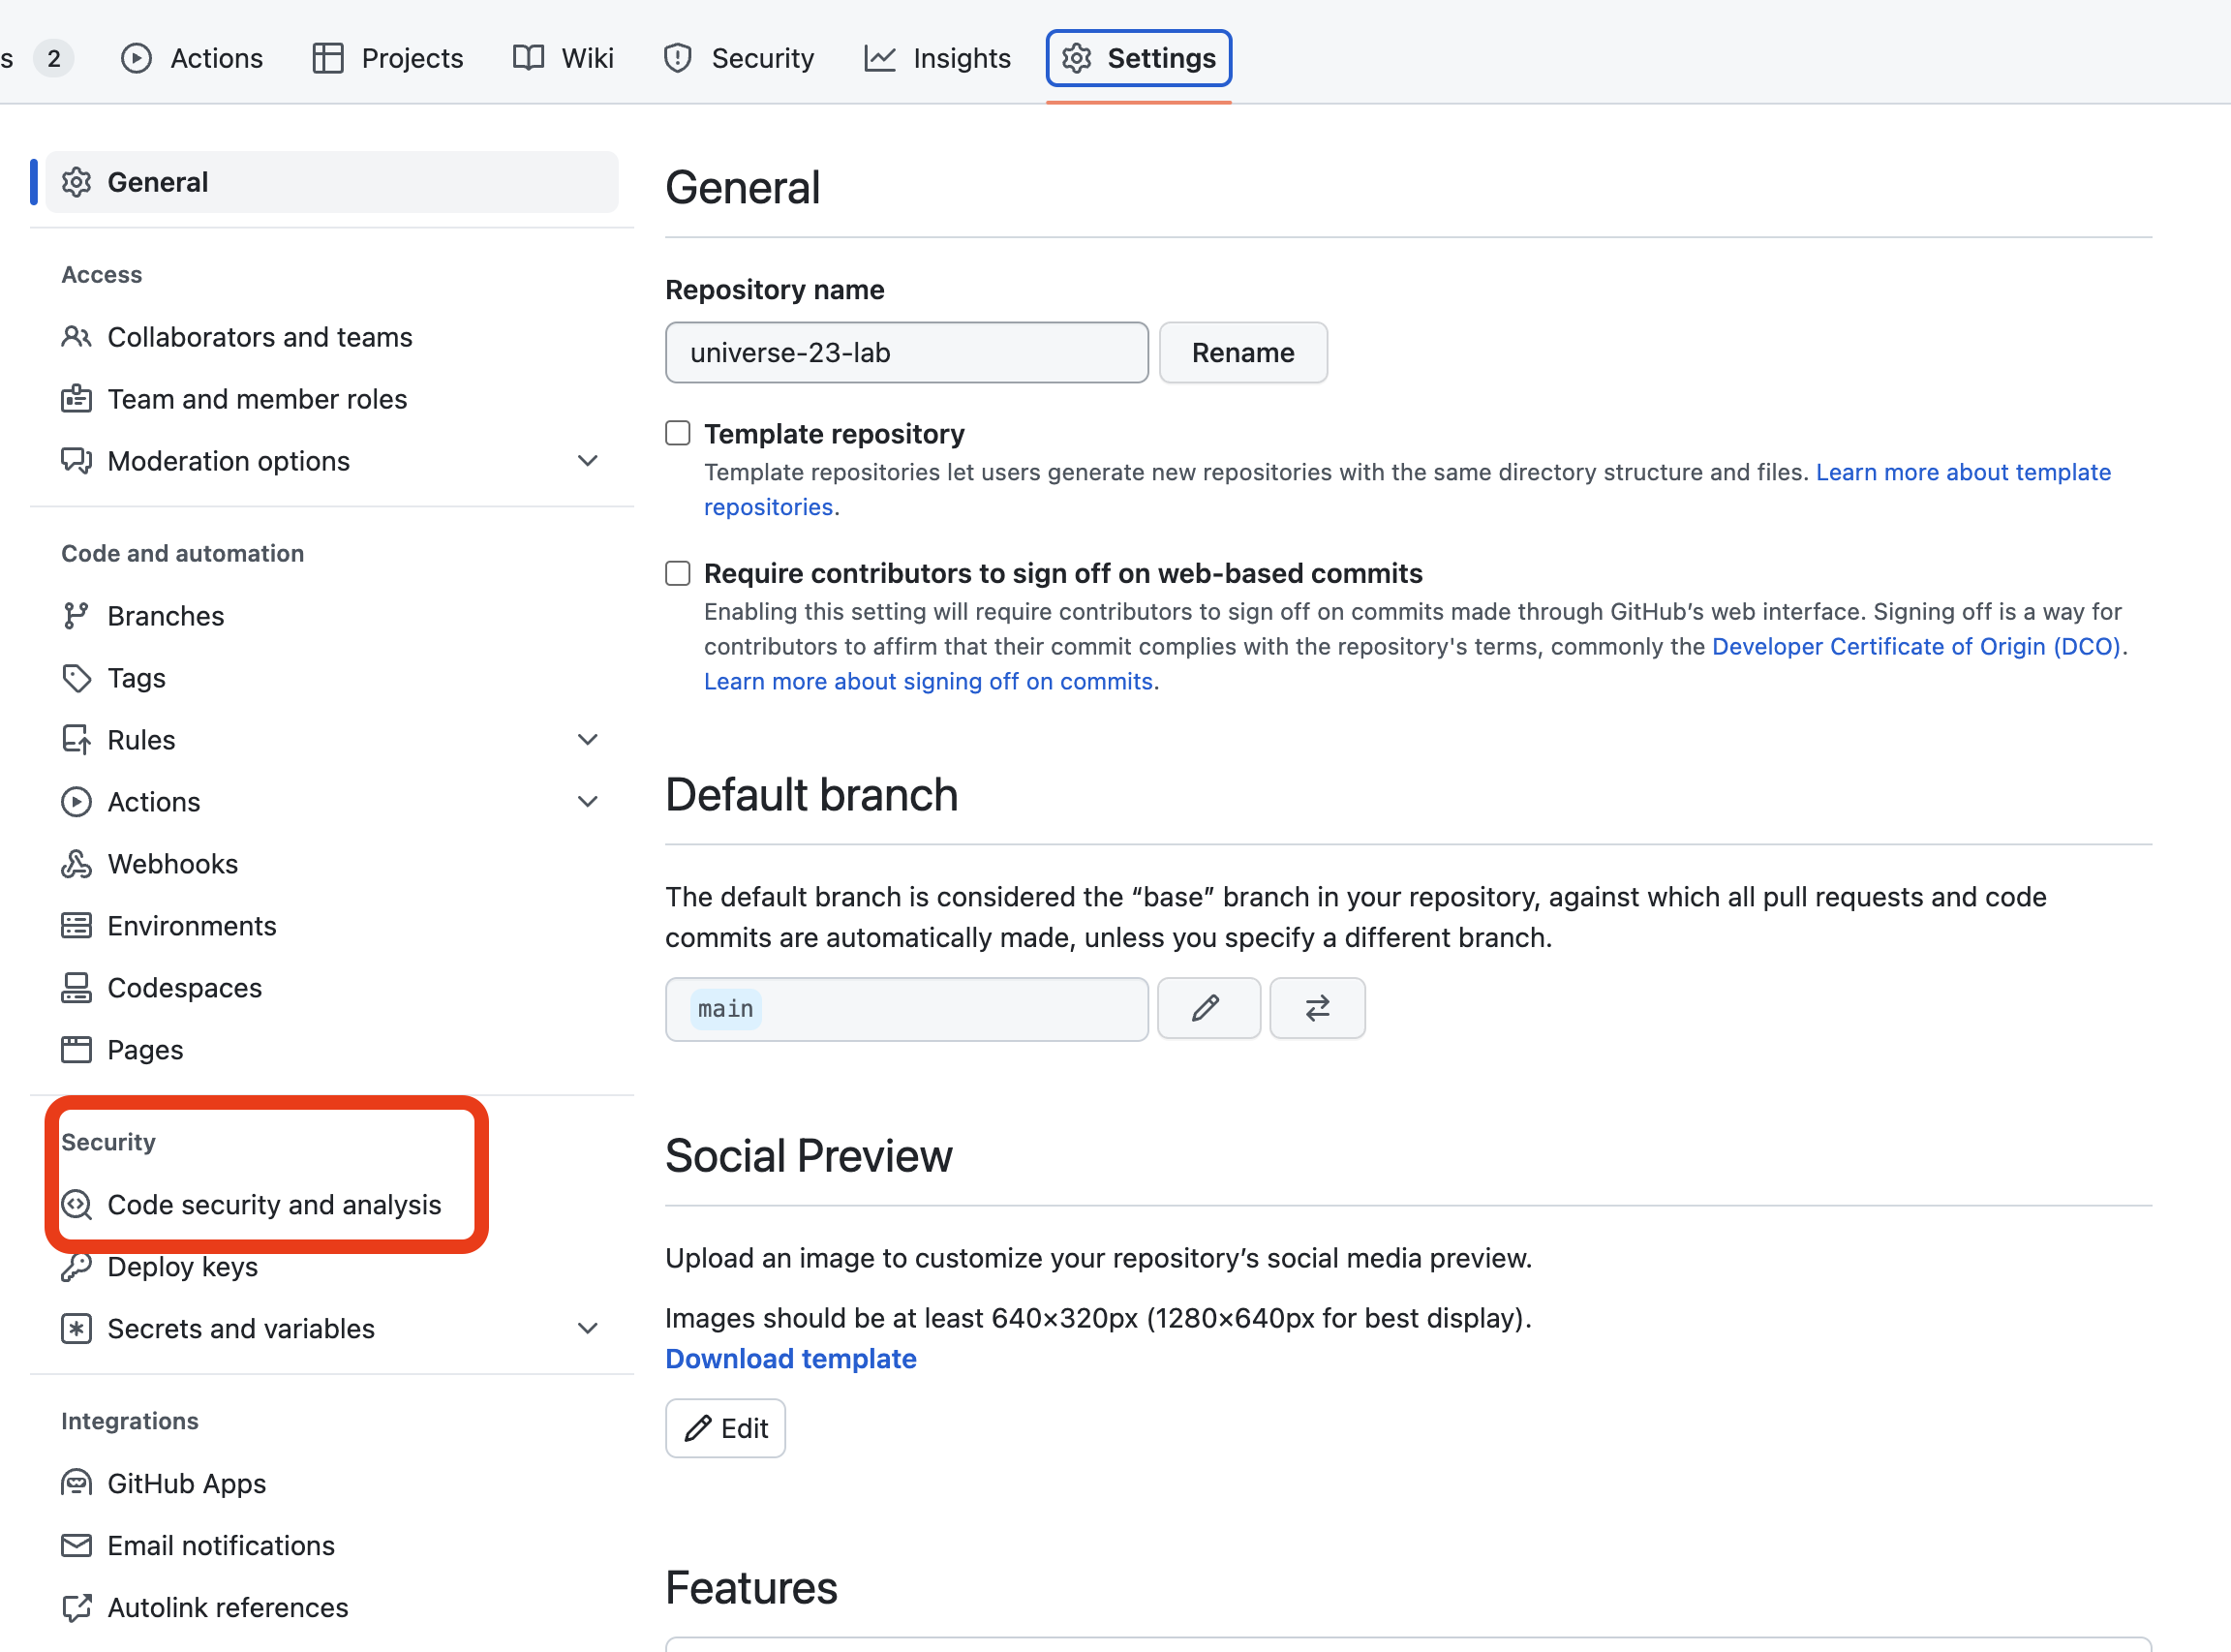 s 2 Actions Projects Wiki Security Insights Settings
General
Access
Collaborators and teams
Team and member roles
Moderation options
Code and automation
Branches
Tags
Rules
Actions
Webhooks
Environments
Codespaces
Pages
Security
Code security and analysis
Deploy keys
Secrets and variables
Integrations
GitHub Apps
Email notifications
Autolink references
General
Repository name
universe-23-lab Rename
Template repository
Template repositories let users generate new repositories with the same directory structure and files. Learn more about template
repositories.
Require contributors to sign off on web-based commits
Enabling this setting will require contributors to sign off on commits made through GitHub’s web interface. Signing off is a way for
contributors to affirm that their commit complies with the repository's terms, commonly the Developer Certificate of Origin (DCO).
Learn more about signing off on commits.
Default branch
The default branch is considered the “base” branch in your repository, against which all pull requests and code
commits are automatically made, unless you specify a different branch.
main
Social Preview
Upload an image to customize your repository’s social media preview.
Images should be at least 640×320px (1280×640px for best display).
Download template
Edit
Features